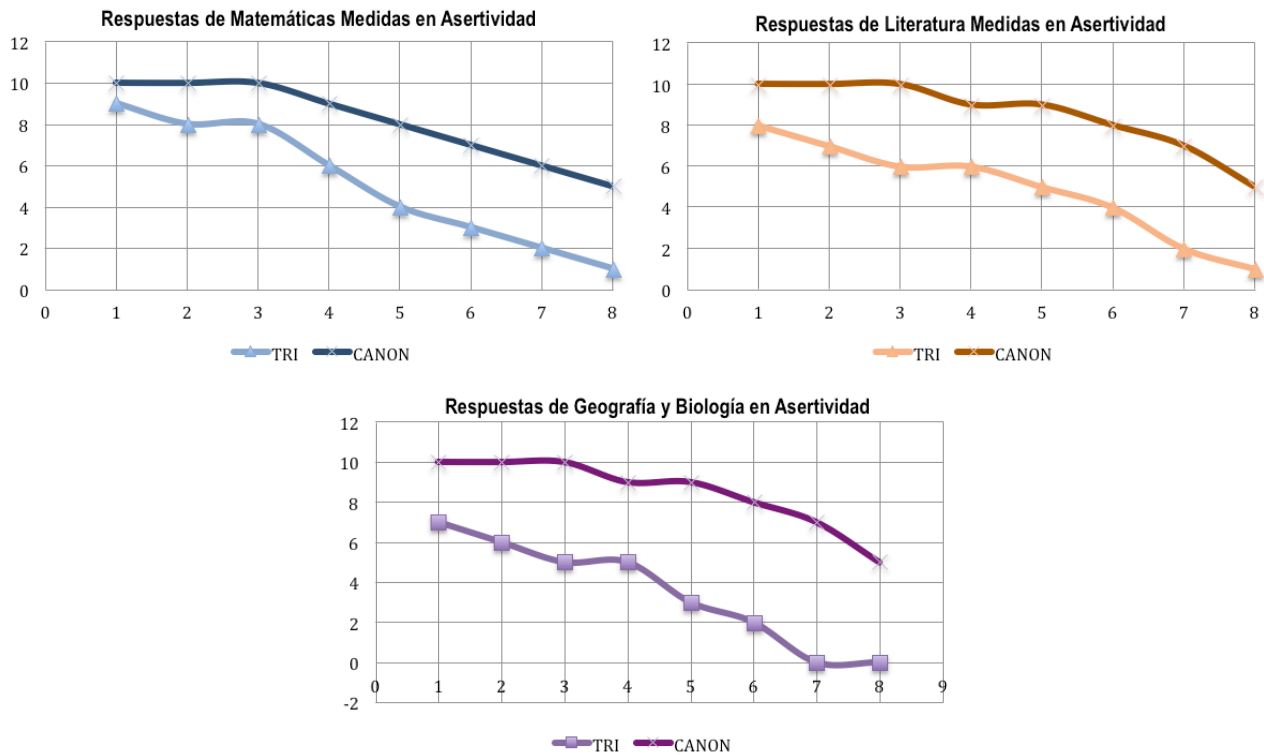 Respuestas de Matemáticas Medidas en Asertividad
12
10
8
6
4
2
0
0 1 2 3 4 5 6 7 8
TRI CANON
Respuestas de Literatura Medidas en Asertividad
12
10
8
6
4
2
0
0 1 2 3 4 5 6 7 8
TRI CANON
Respuestas de Geografía y Biología en Asertividad
12
10
8
6
4
2
0
-2
0 1 2 3 4 5 6 7 8 9
TRI CANON